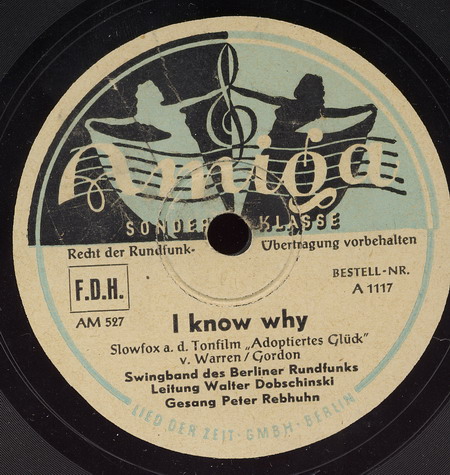 Amiga
SONDER KLASSE
Recht der Rundfunk- Übertragung vorbehalten
F.D.H.
BESTELL-NR.
A 1117
AM 527
I know why
Slowfox a. d. Tonfilm „Adoptiertes Glück"
v. Warren / Gordon
Swingband des Berliner Rundfunks
Leitung Walter Dobschinski
Gesang Peter Rebhuhn
LIED DER ZEIT · GMBH · BERLIN